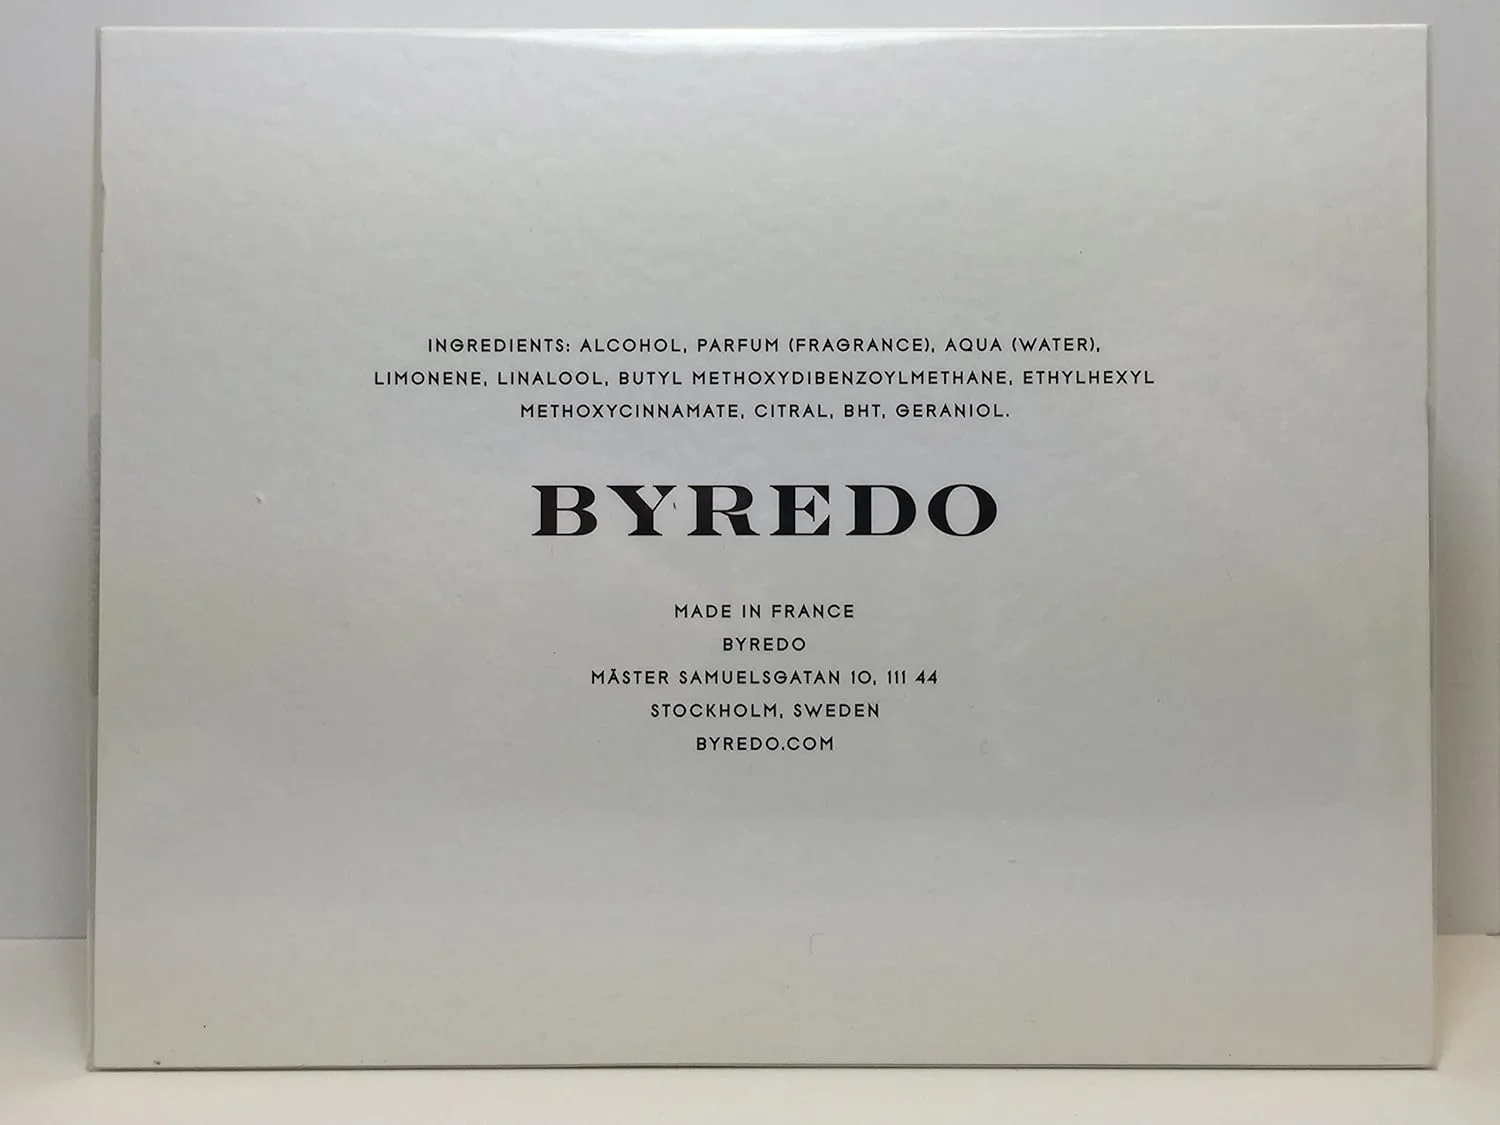 INGREDIENTS: ALCOHOL, PARFUM (FRAGRANCE), AQUA (WATER),
LIMONENE, LINALOOL, BUTYL METHOXYDIBENZOYLMETHANE, ETHYLHEXYL
METHOXYCINNAMATE, CITRAL, BHT, GERANIOL.
BYREDO
MADE IN FRANCE
BYREDO
MÄSTER SAMUELSGATAN 10, 111 44
STOCKHOLM, SWEDEN
BYREDO.COM